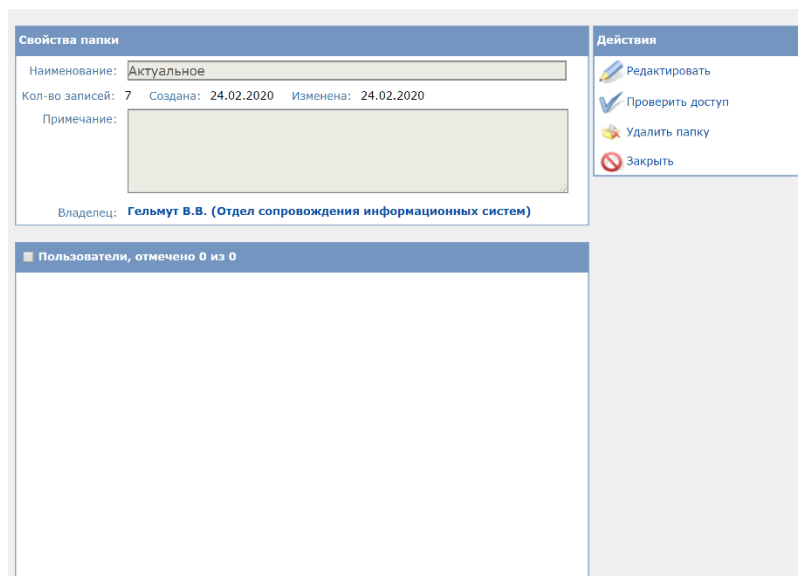 Свойства папки
Наименование: Актуальное
Кол-во записей: 7 Создана: 24.02.2020 Изменена: 24.02.2020
Примечание:
Владелец: Гельмут В.В. (Отдел сопровождения информационных систем)
Пользователи, отмечено 0 из 0
Действия
Редактировать
Проверить доступ
Удалить папку
Закрыть